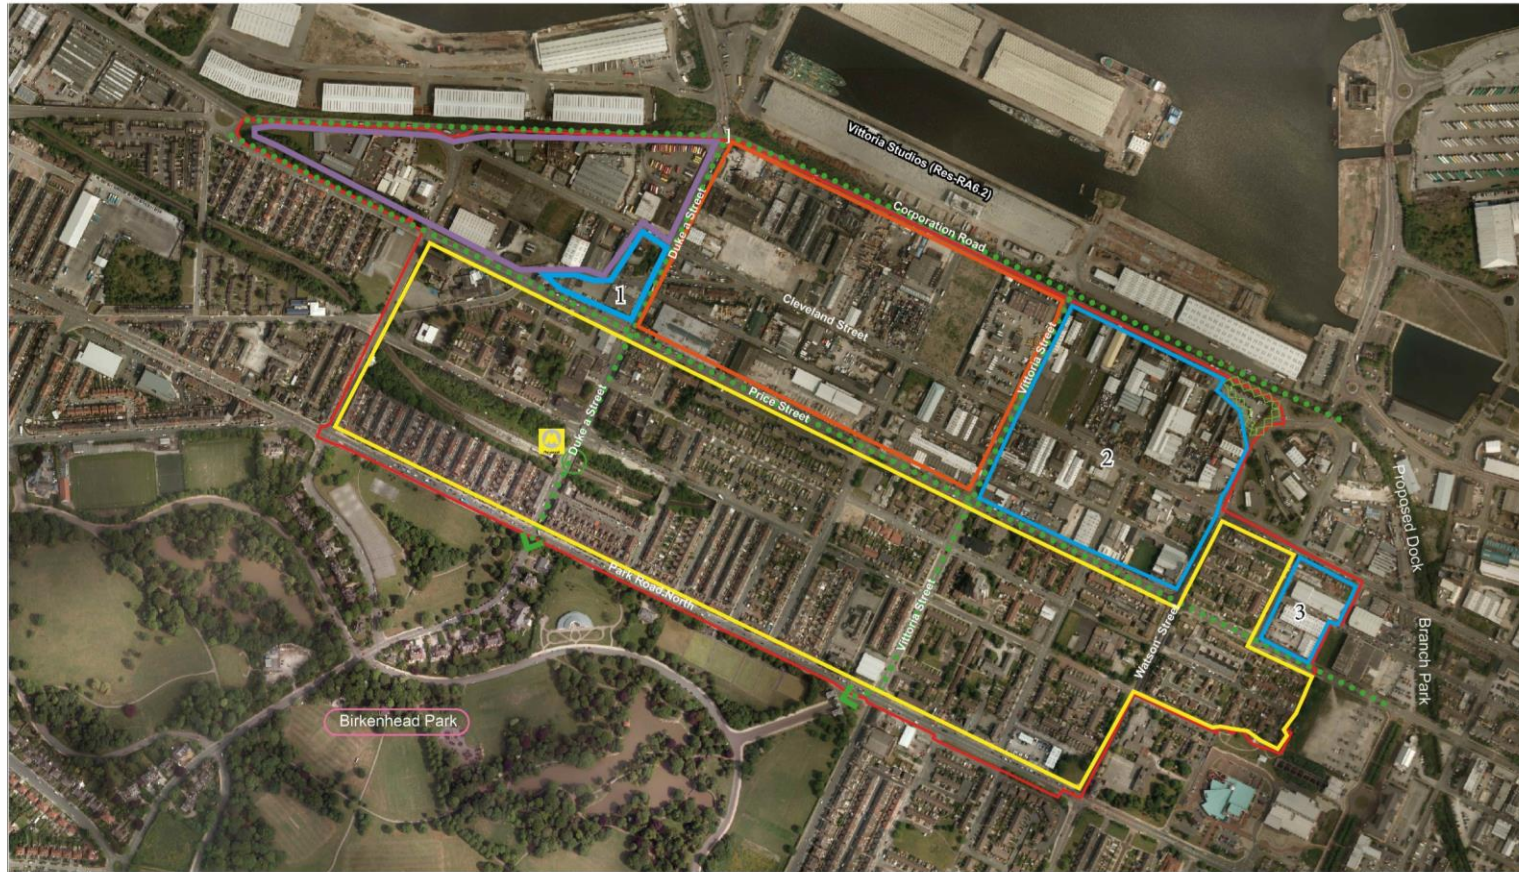 Vittoria Studios (Res-RA6.2)
Corporation Road
Duke a Street
1
Cleveland Street
Vittoria Street
Price Street
Duke a Street
2
Proposed Dock
Branch Park
Park Road North
Vittoria Street
Watson Street
3
Birkenhead Park